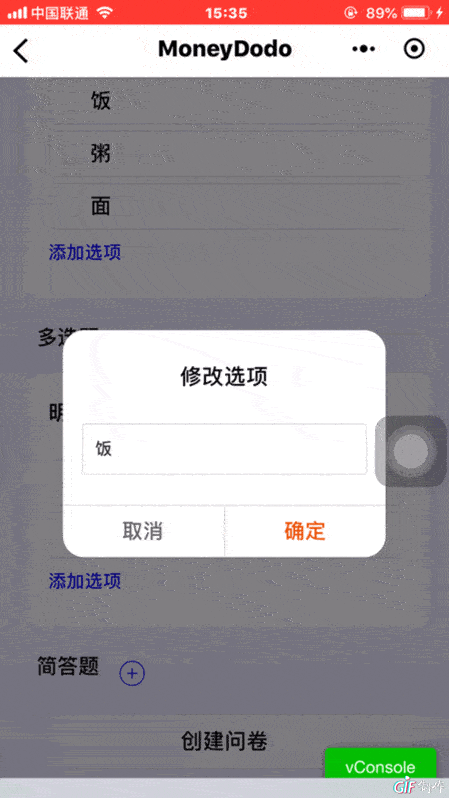 中国联通 15:35 89%
MoneyDodo
饭
粥
面
添加选项
多选题
修改选项
明
饭
取消 确定
添加选项
简答题
创建问卷
vConsole